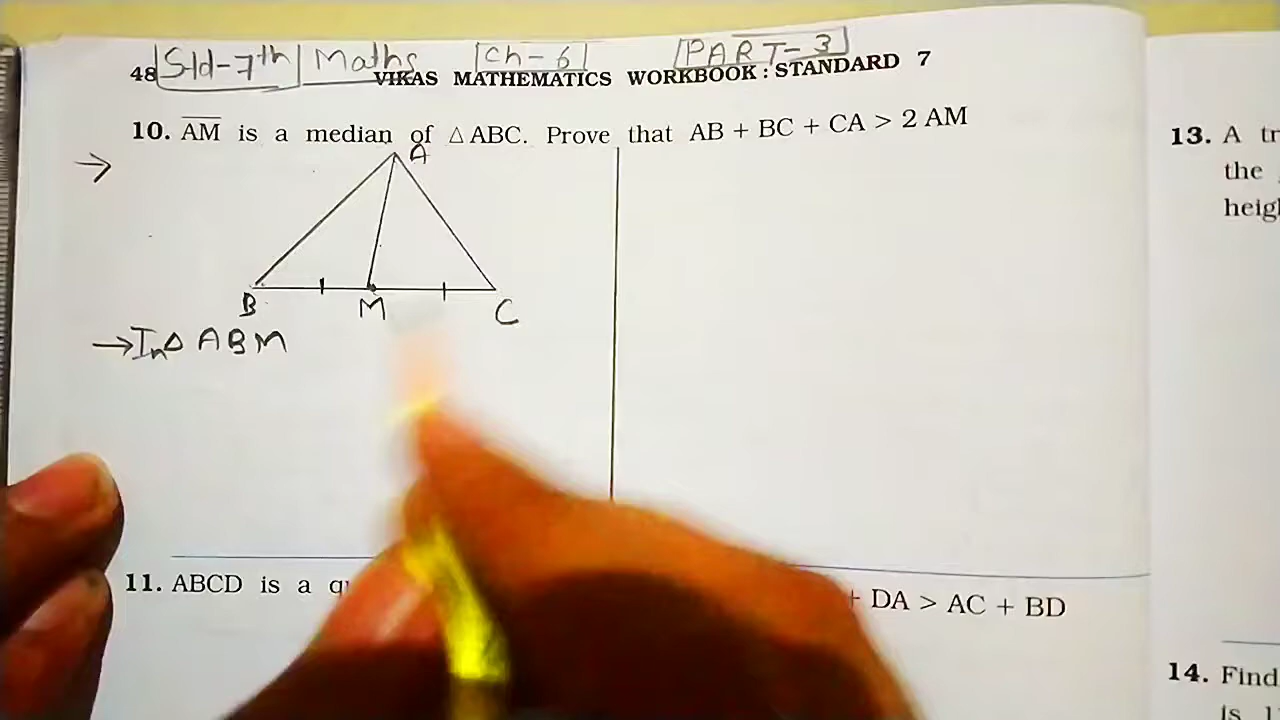 48 Std-7th Maths Ch-6 PART-3
VIKAS MATHEMATICS WORKBOOK : STANDARD 7
10. AM is a median of △ABC. Prove that AB + BC + CA > 2 AM
A
B M C
→ In △ ABM
11. ABCD is a
+ DA > AC + BD
13. A
the
14. Find
is